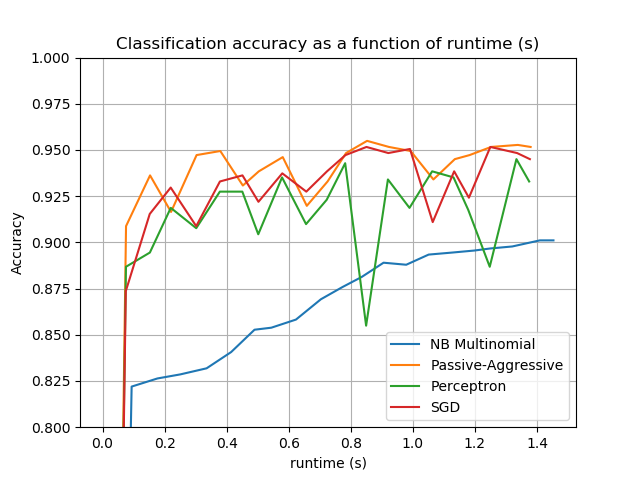 Classification accuracy as a function of runtime (s)
1.000
0.975
0.950
0.925
0.900
0.875
0.850
0.825
0.800
Accuracy
NB Multinomial
Passive-Aggressive
Perceptron
SGD
0.0 0.2 0.4 0.6 0.8 1.0 1.2 1.4
runtime (s)